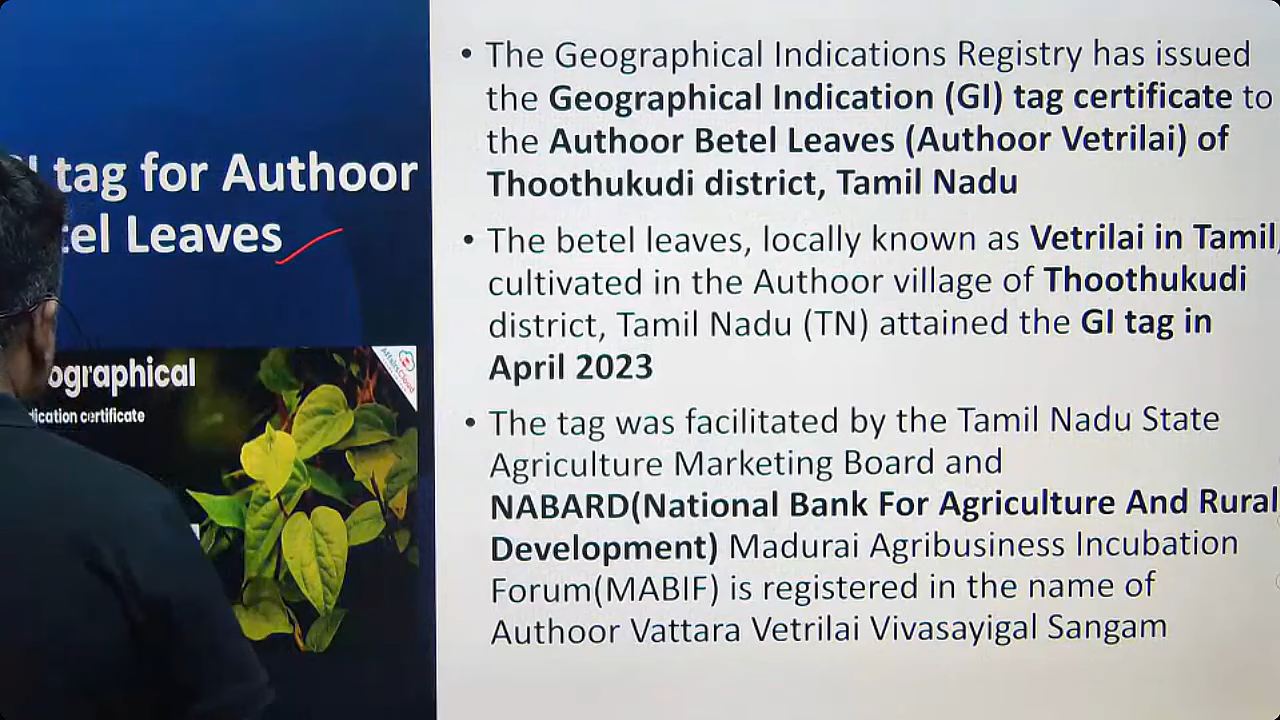 tag for Authoor
Leaves
ographical
certificate
AffairsCloud
• The Geographical Indications Registry has issued
the Geographical Indication (GI) tag certificate to
the Authoor Betel Leaves (Authoor Vetrilai) of
Thoothukudi district, Tamil Nadu
• The betel leaves, locally known as Vetrilai in Tamil,
cultivated in the Authoor village of Thoothukudi
district, Tamil Nadu (TN) attained the GI tag in
April 2023
• The tag was facilitated by the Tamil Nadu State
Agriculture Marketing Board and
NABARD(National Bank For Agriculture And Rural
Development) Madurai Agribusiness Incubation
Forum(MABIF) is registered in the name of
Authoor Vattara Vetrilai Vivasayigal Sangam